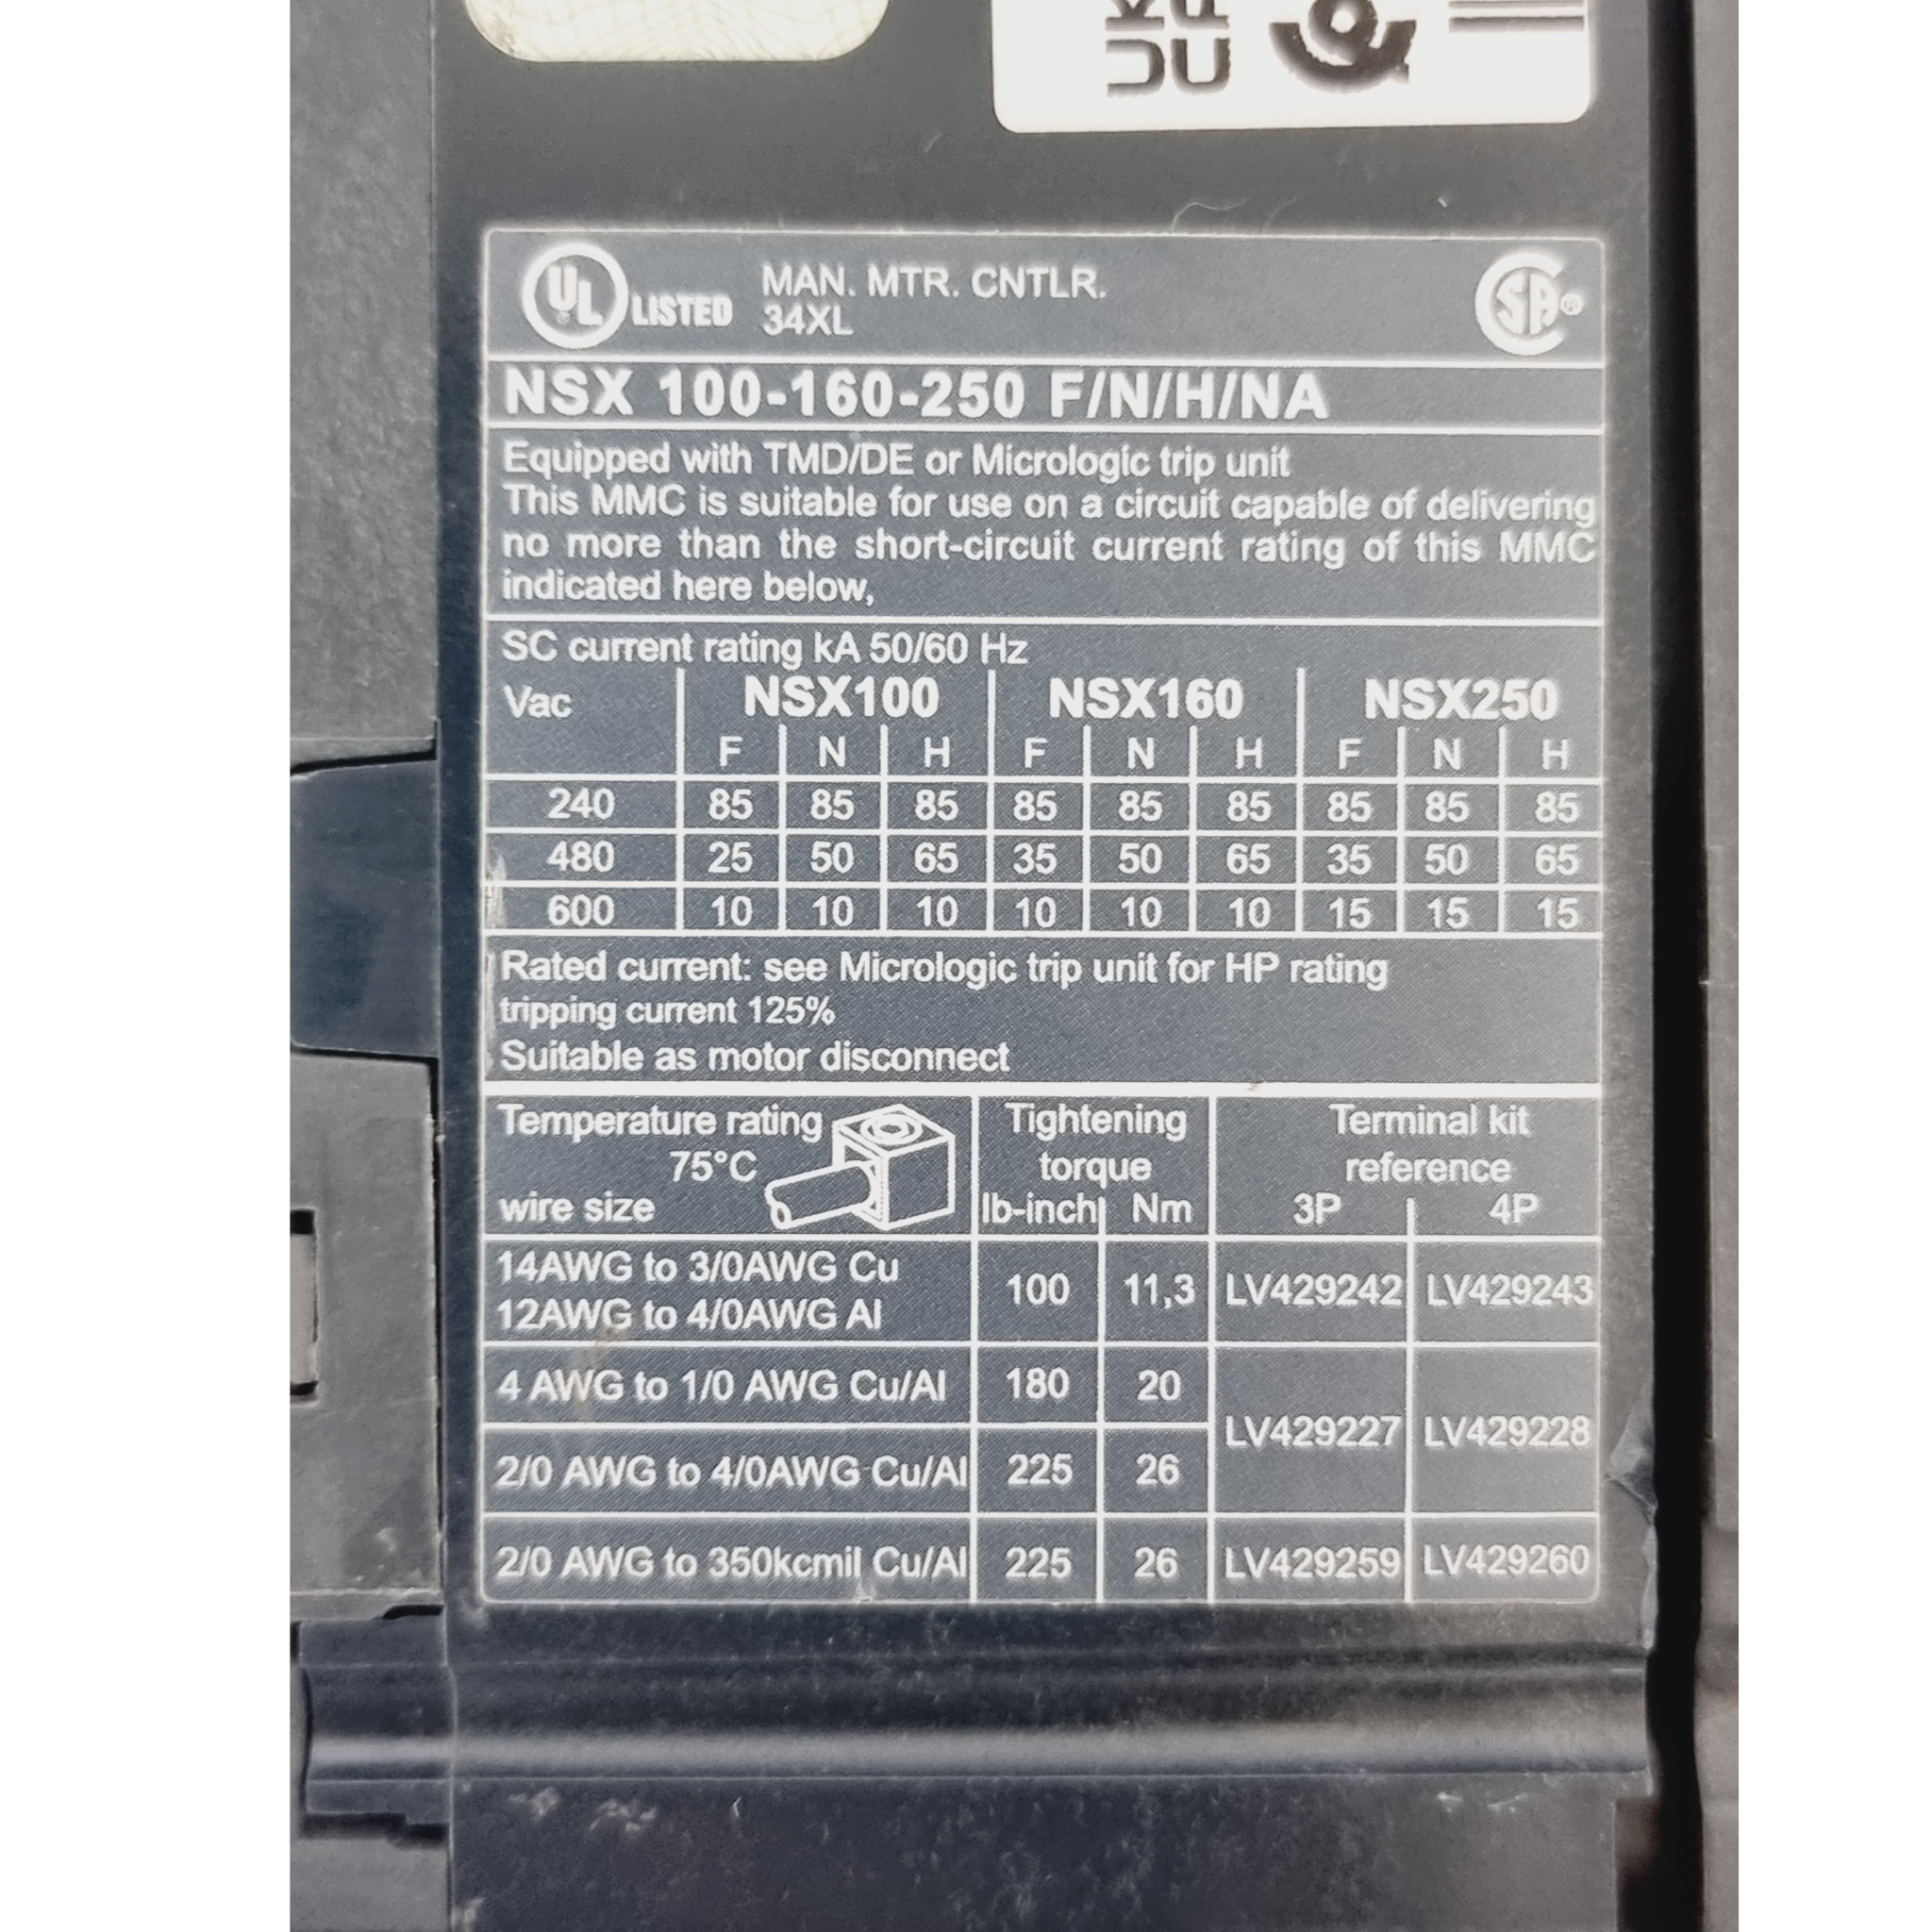 UK
CA
UL LISTED MAN. MTR. CNTLR.
34XL
SA®
NSX 100-160-250 F/N/H/NA
Equipped with TMD/DE or Micrologic trip unit
This MMC is suitable for use on a circuit capable of delivering
no more than the short-circuit current rating of this MMC
indicated here below,
SC current rating kA 50/60 Hz
Vac NSX100 NSX160 NSX250
F N H F N H F N H
240 85 85 85 85 85 85 85 85 85
480 25 50 65 35 50 65 35 50 65
600 10 10 10 10 10 10 15 15 15
Rated current: see Micrologic trip unit for HP rating
tripping current 125%
Suitable as motor disconnect
Temperature rating Tightening Terminal kit
75°C torque reference
wire size lb-inch Nm 3P 4P
14AWG to 3/0AWG Cu
12AWG to 4/0AWG Al 100 11,3 LV429242 LV429243
4 AWG to 1/0 AWG Cu/Al 180 20
LV429227 LV429228
2/0 AWG to 4/0AWG Cu/Al 225 26
2/0 AWG to 350kcmil Cu/Al 225 26 LV429259 LV429260